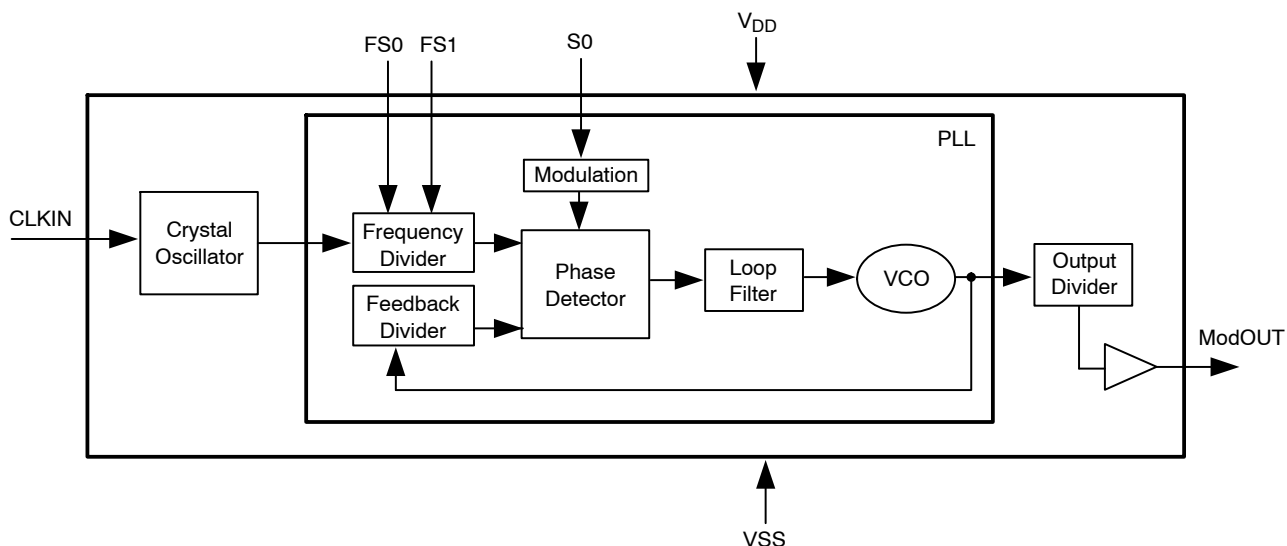 V_DD
FS0 FS1
S0
PLL
Modulation
CLKIN
Crystal
Oscillator
Frequency
Divider
Feedback
Divider
Phase
Detector
Loop
Filter
VCO
Output
Divider
ModOUT
VSS